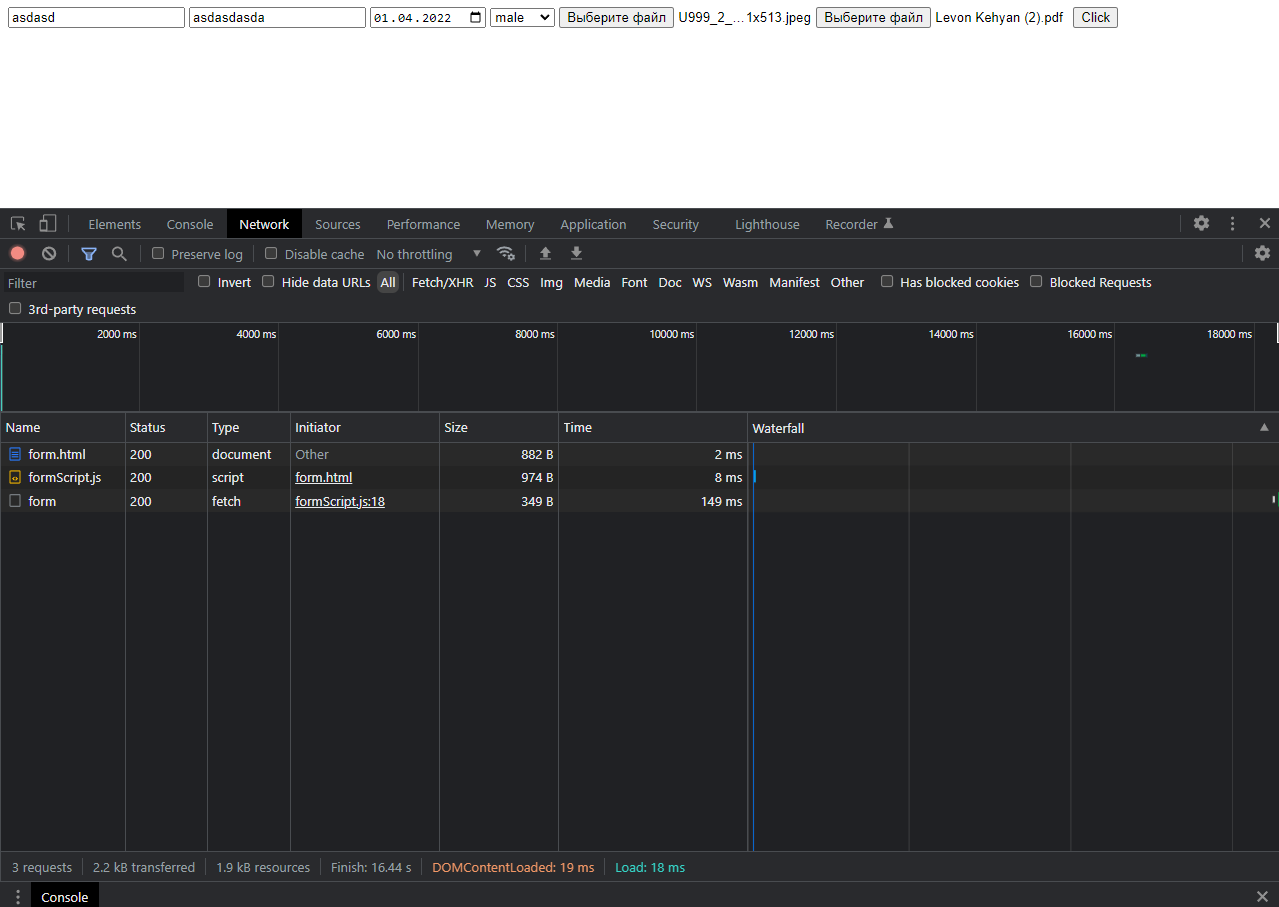 asdasd asdasdasda 01.04.2022 male Выберите файл U999_2_...1x513.jpeg Выберите файл Levon Kehyan (2).pdf Click
Elements Console Network Sources Performance Memory Application Security Lighthouse Recorder
Preserve log Disable cache No throttling
Filter Invert Hide data URLs All Fetch/XHR JS CSS Img Media Font Doc WS Wasm Manifest Other Has blocked cookies Blocked Requests
3rd-party requests
2000 ms 4000 ms 6000 ms 8000 ms 10000 ms 12000 ms 14000 ms 16000 ms 18000 ms
Name Status Type Initiator Size Time Waterfall
form.html 200 document Other 882 B 2 ms
formScript.js 200 script form.html 974 B 8 ms
form 200 fetch formScript.js:18 349 B 149 ms
3 requests 2.2 kB transferred 1.9 kB resources Finish: 16.44 s DOMContentLoaded: 19 ms Load: 18 ms
Console